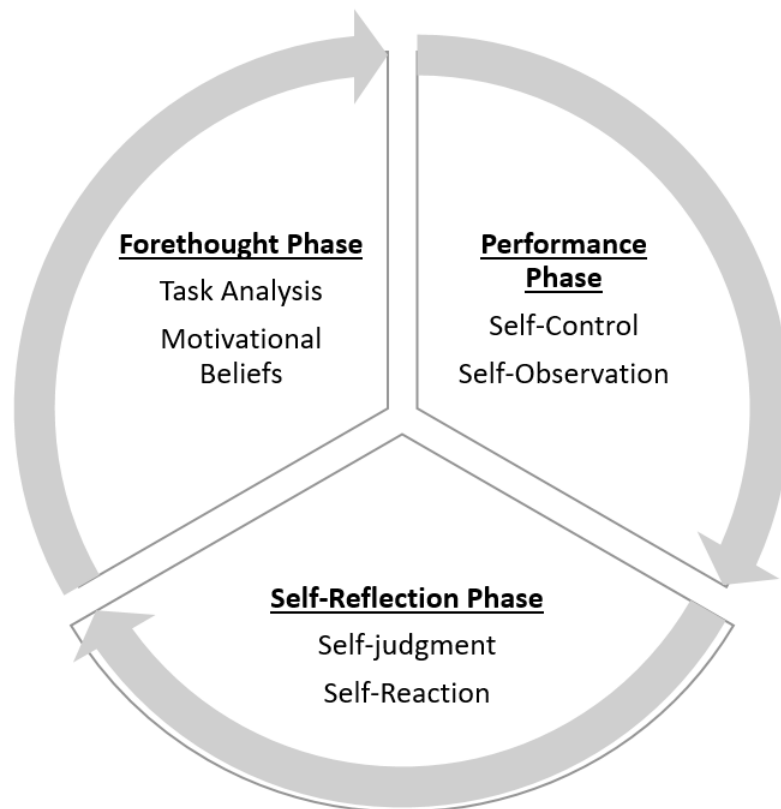 Forethought Phase
Task Analysis
Motivational
Beliefs
Performance
Phase
Self-Control
Self-Observation
Self-Reflection Phase
Self-judgment
Self-Reaction